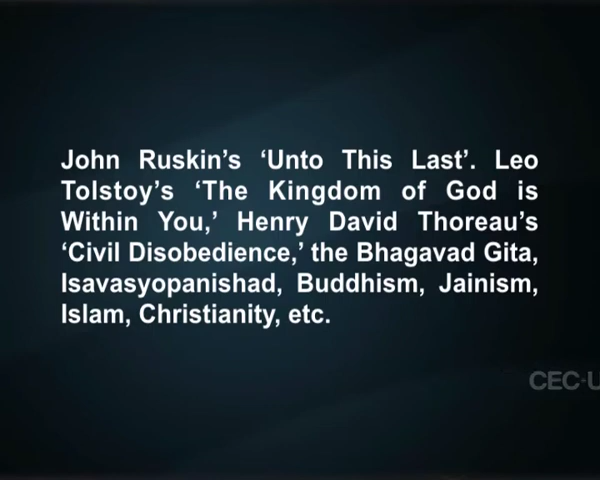 John Ruskin's 'Unto This Last'. Leo
Tolstoy's 'The Kingdom of God is
Within You,' Henry David Thoreau's
'Civil Disobedience,' the Bhagavad Gita,
Isavasyopanishad, Buddhism, Jainism,
Islam, Christianity, etc.
CEC-U